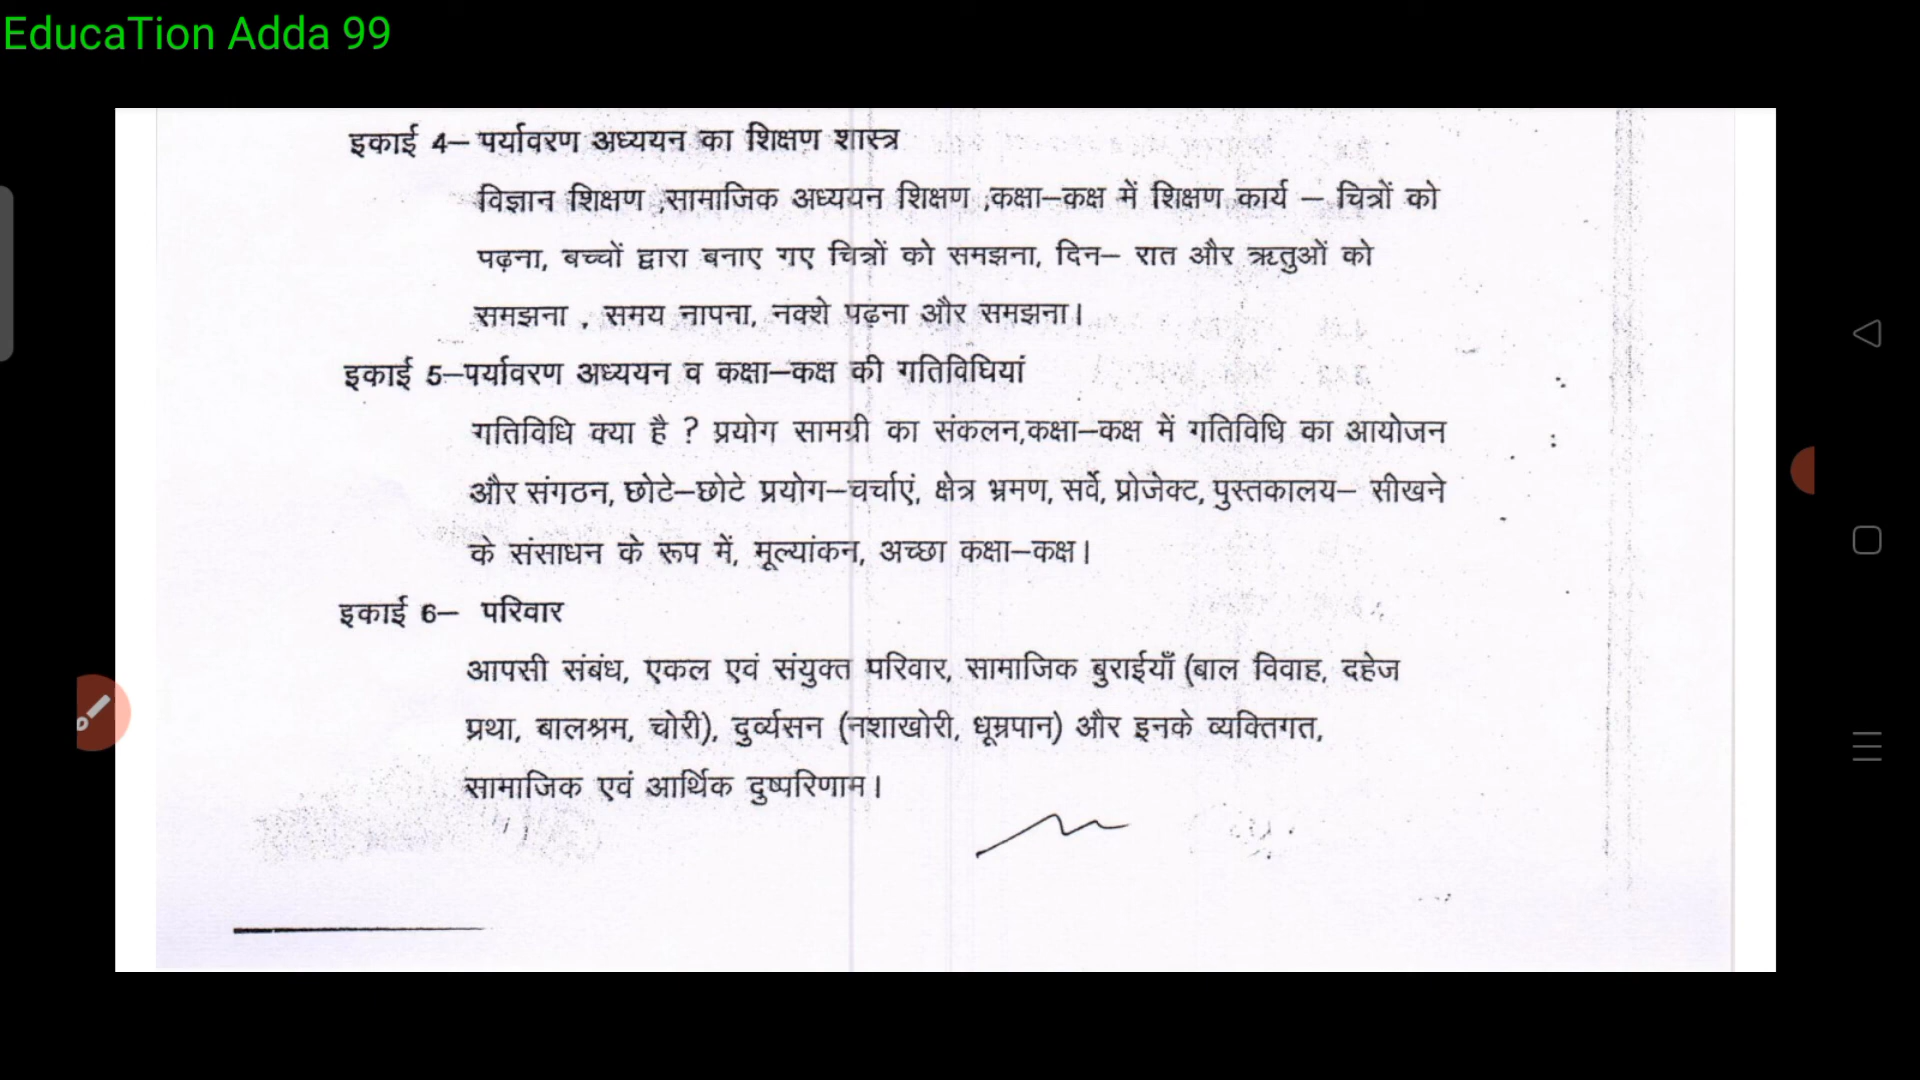 EducaTion Adda 99
इकाई 4– पर्यावरण अध्ययन का शिक्षण शास्त्र
विज्ञान शिक्षण ,सामाजिक अध्ययन शिक्षण ,कक्षा–कक्ष में शिक्षण कार्य – चित्रों को
पढ़ना, बच्चों द्वारा बनाए गए चित्रों को समझना, दिन– रात और ऋतुओं को
समझना , समय नापना, नक्शे पढ़ना और समझना।
इकाई 5–पर्यावरण अध्ययन व कक्षा–कक्ष की गतिविधियां
गतिविधि क्या है ? प्रयोग सामग्री का संकलन,कक्षा–कक्ष में गतिविधि का आयोजन
और संगठन, छोटे–छोटे प्रयोग–चर्चाएं, क्षेत्र भ्रमण, सर्वे, प्रोजेक्ट, पुस्तकालय– सीखने
के संसाधन के रूप में, मूल्यांकन, अच्छा कक्षा–कक्ष।
इकाई 6– परिवार
आपसी संबंध, एकल एवं संयुक्त परिवार, सामाजिक बुराईयाँ (बाल विवाह, दहेज
प्रथा, बालश्रम, चोरी), दुर्व्यसन (नशाखोरी, धूम्रपान) और इनके व्यक्तिगत,
सामाजिक एवं आर्थिक दुष्परिणाम।